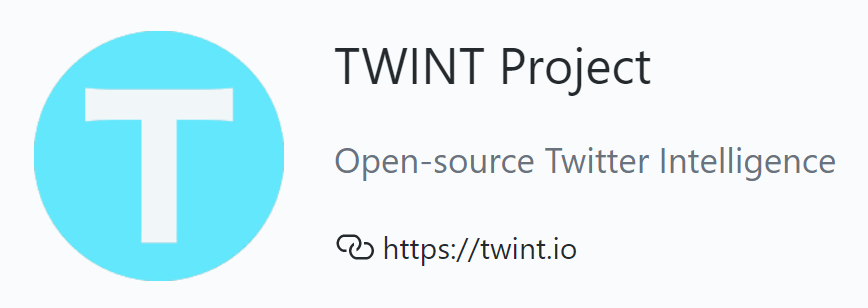 T
TWINT Project
Open-source Twitter Intelligence
https://twint.io